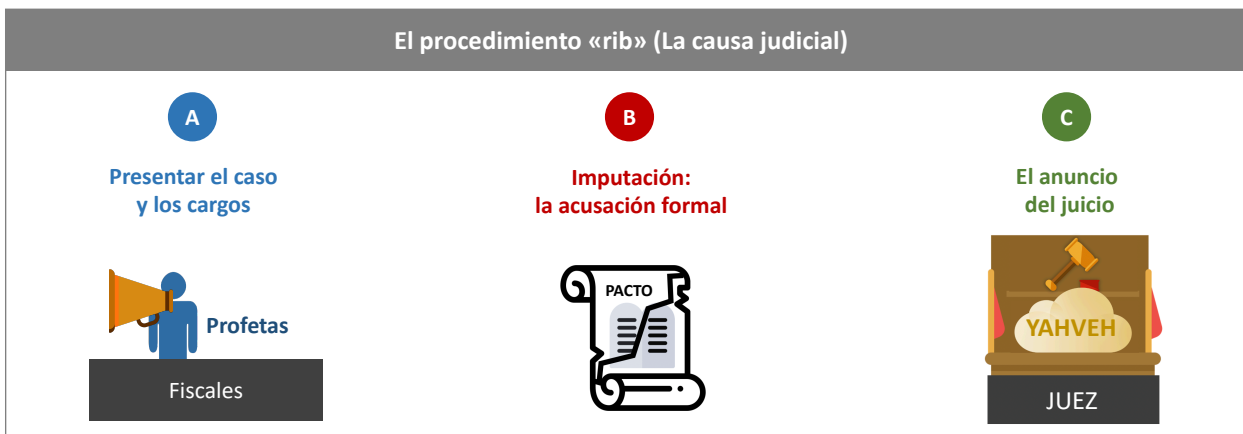 El procedimiento «rib» (La causa judicial)
A
Presentar el caso
y los cargos
Profetas
Fiscales
B
Imputación:
la acusación formal
PACTO
C
El anuncio
del juicio
YAHVEH
JUEZ